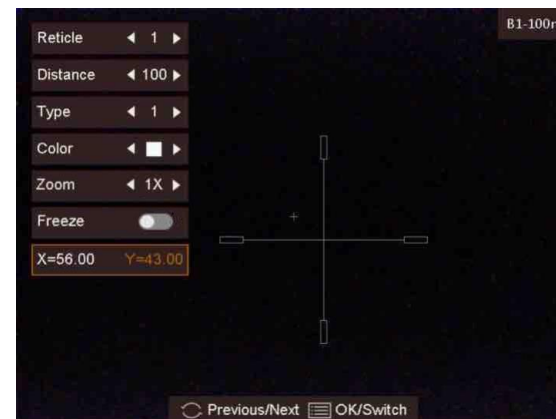 B1-100m
Reticle 1
Distance 100
Type 1
Color
Zoom 1X
Freeze
X=56.00 Y=43.00
Previous/Next OK/Switch